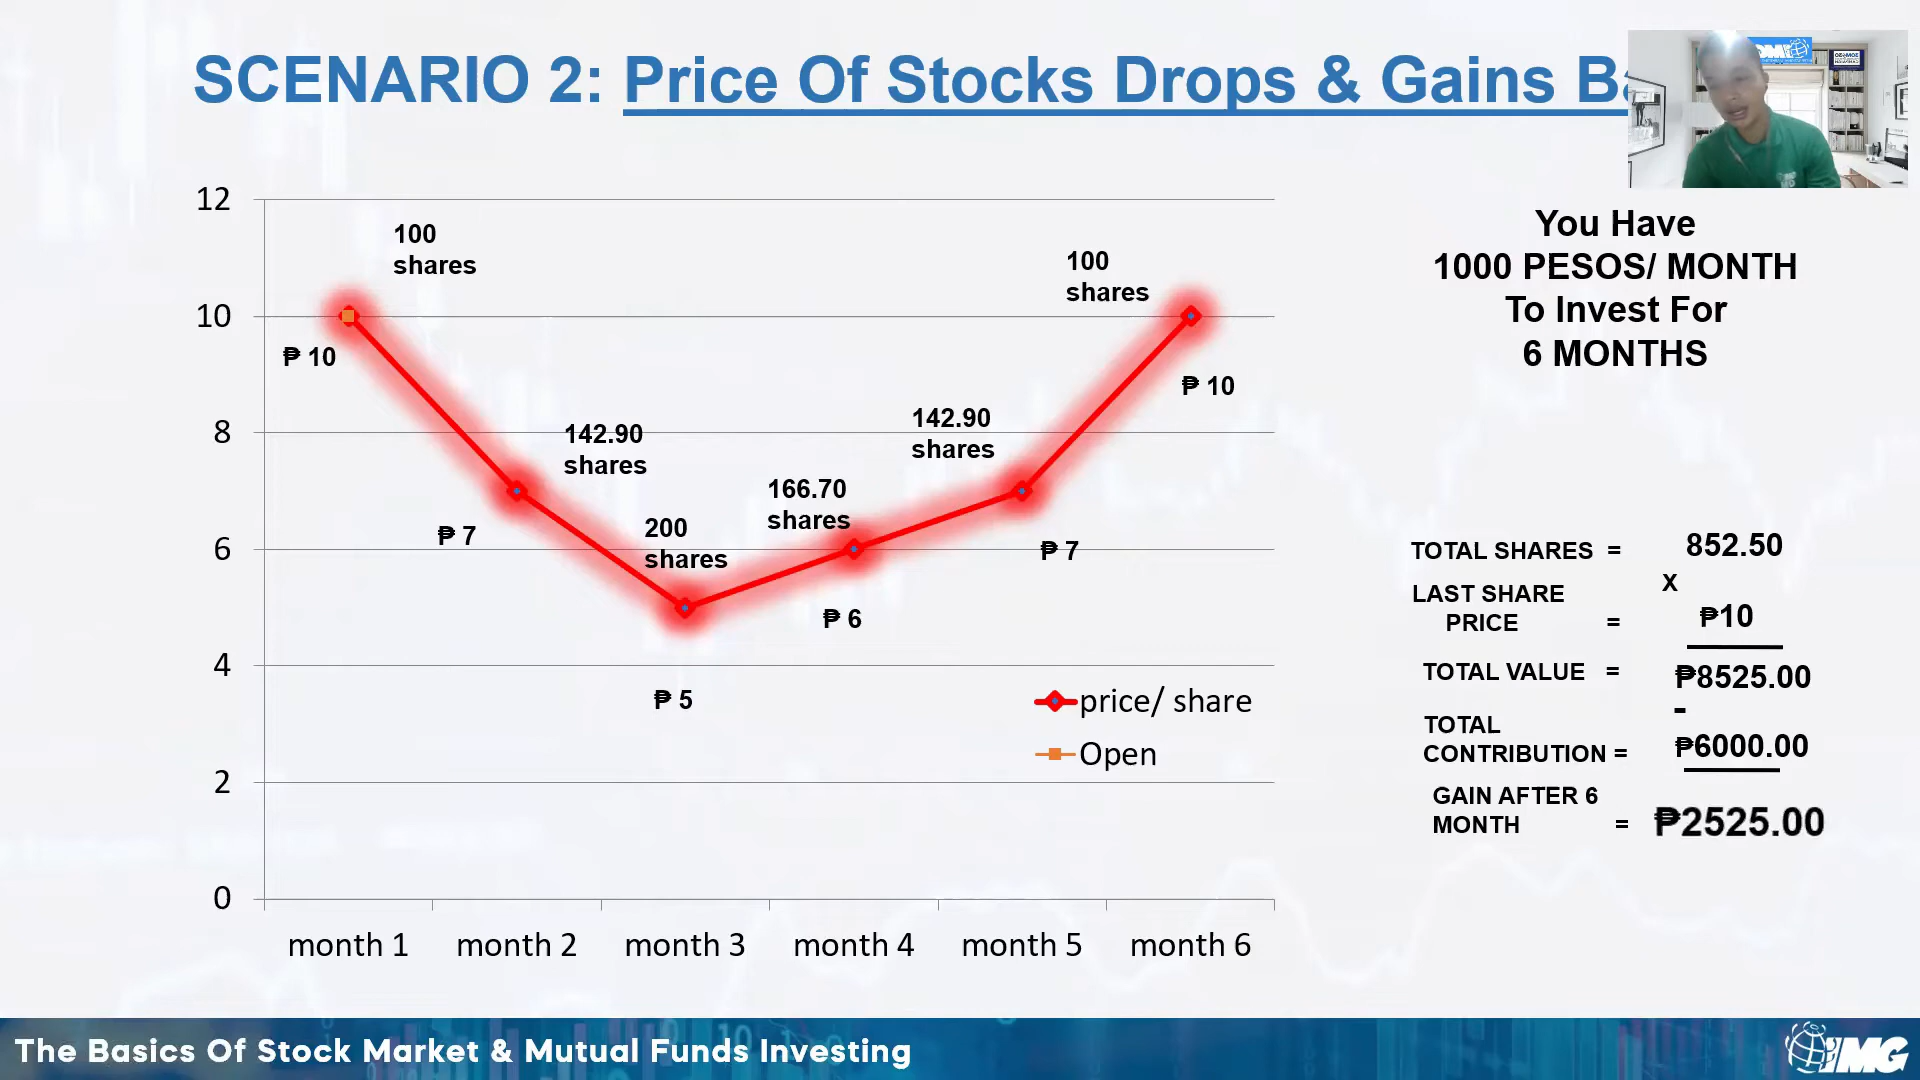 SCENARIO 2: Price Of Stocks Drops & Gains
12
10
8
6
4
2
0
100
shares
₱ 10
142.90
shares
₱ 7
200
shares
₱ 5
166.70
shares
₱ 6
142.90
shares
₱ 7
100
shares
₱ 10
price/ share
Open
month 1 month 2 month 3 month 4 month 5 month 6
You Have
1000 PESOS/ MONTH
To Invest For
6 MONTHS
TOTAL SHARES = 852.50
X
LAST SHARE
PRICE = ₱10
TOTAL VALUE = ₱8525.00
-
TOTAL
CONTRIBUTION = ₱6000.00
GAIN AFTER 6
MONTH = ₱2525.00
The Basics Of Stock Market & Mutual Funds Investing
IMG